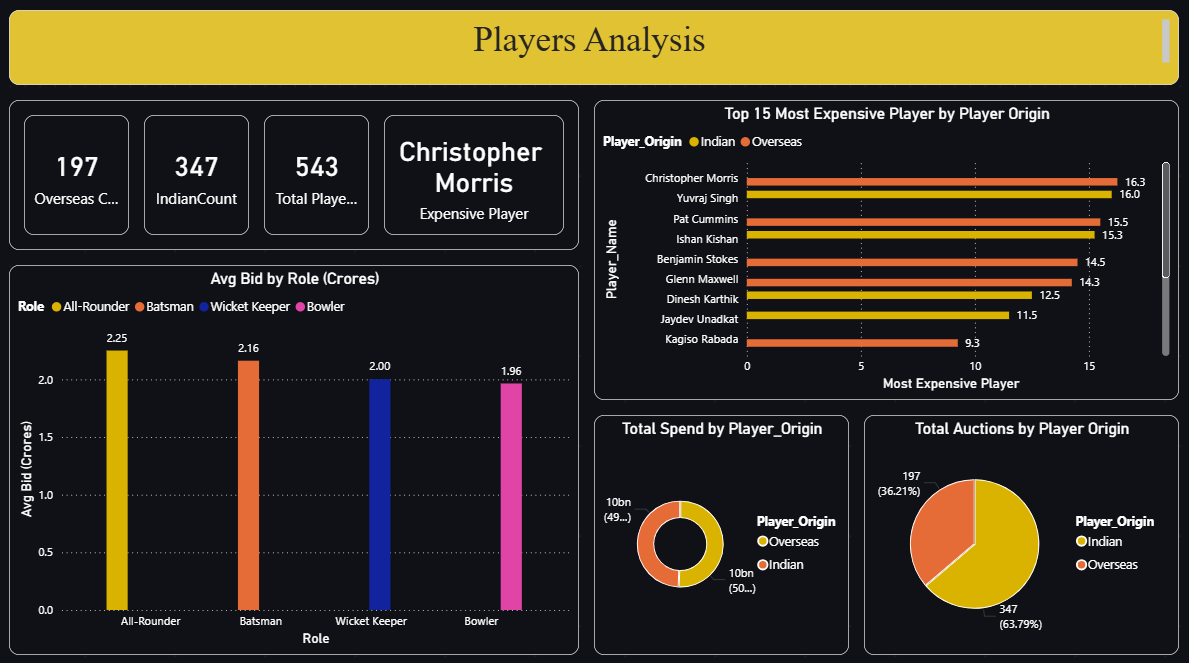 Players Analysis
197
Overseas C...
347
IndianCount
543
Total Playe...
Christopher
Morris
Expensive Player
Top 15 Most Expensive Player by Player Origin
Player_Origin Indian Overseas
Player_Name
Christopher Morris 16.3
Yuvraj Singh 16.0
Pat Cummins 15.5
Ishan Kishan 15.3
Benjamin Stokes 14.5
Glenn Maxwell 14.3
Dinesh Karthik 12.5
Jaydev Unadkat 11.5
Kagiso Rabada 9.3
0 5 10 15
Most Expensive Player
Avg Bid by Role (Crores)
Role All-Rounder Batsman Wicket Keeper Bowler
Avg Bid (Crores)
2.25 2.16 2.00 1.96
2.0
1.5
1.0
0.5
0.0
All-Rounder Batsman Wicket Keeper Bowler
Role
Total Spend by Player_Origin
10bn
(49...)
10bn
(50...)
Player_Origin
Overseas
Indian
Total Auctions by Player Origin
197
(36.21%)
347
(63.79%)
Player_Origin
Indian
Overseas